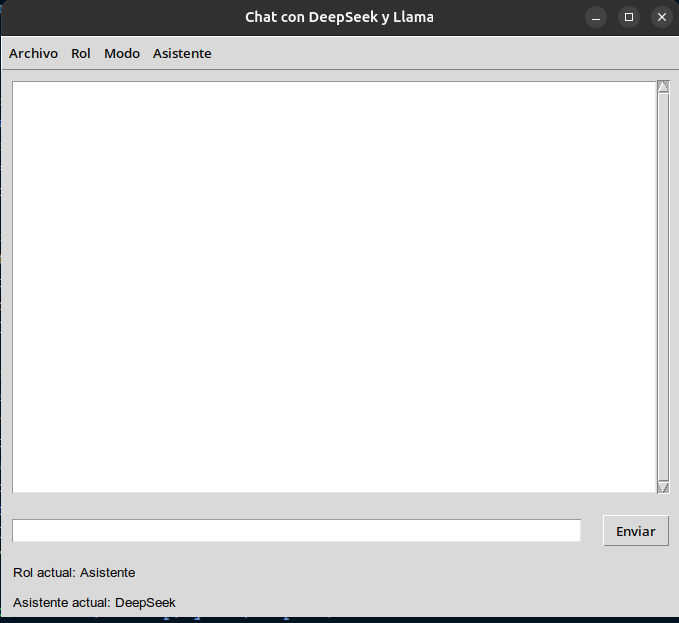 Chat con DeepSeek y Llama
Archivo Rol Modo Asistente
Enviar
Rol actual: Asistente
Asistente actual: DeepSeek